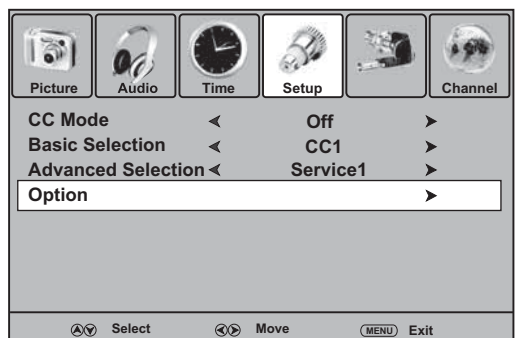 Picture Audio Time Setup Channel
CC Mode Off
Basic Selection CC1
Advanced Selection Service1
Option
Select Move MENU Exit